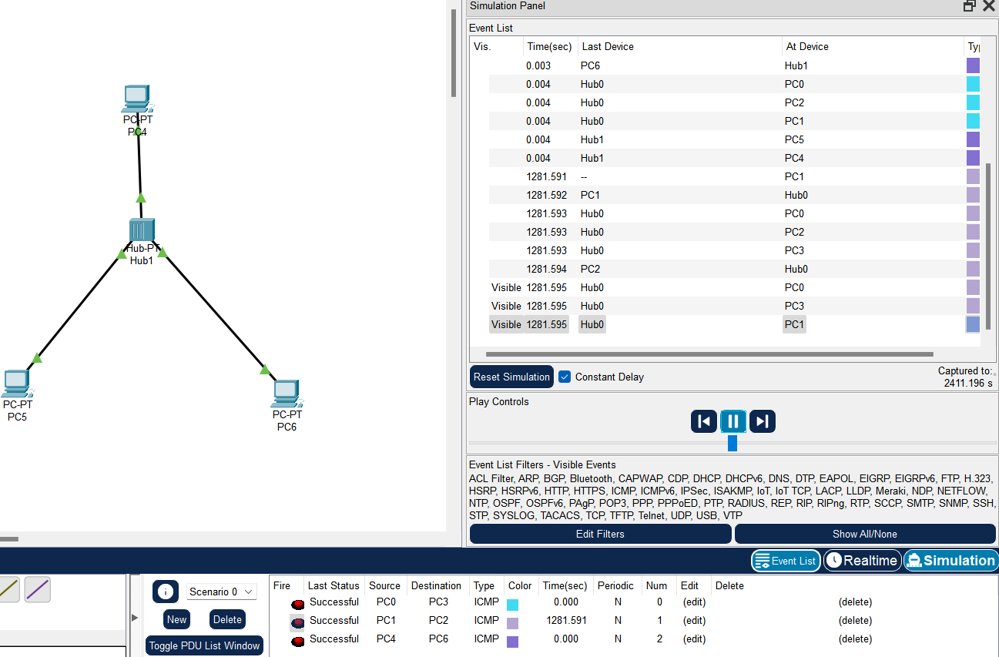 Simulation Panel
Event List
Vis. Time(sec) Last Device At Device Typ
0.003 PC6 Hub1
0.004 Hub0 PC0
0.004 Hub0 PC2
0.004 Hub0 PC1
0.004 Hub1 PC5
0.004 Hub1 PC4
1281.591 -- PC1
1281.592 PC1 Hub0
1281.593 Hub0 PC0
1281.593 Hub0 PC2
1281.593 Hub0 PC3
1281.594 PC2 Hub0
Visible 1281.595 Hub0 PC0
Visible 1281.595 Hub0 PC3
Visible 1281.595 Hub0 PC1
Reset Simulation Constant Delay
Captured to:
2411.196 s
Play Controls
Event List Filters - Visible Events
ACL Filter, ARP, BGP, Bluetooth, CAPWAP, CDP, DHCP, DHCPv6, DNS, DTP, EAPOL, EIGRP, EIGRPv6, FTP, H.323,
HSRP, HSRPv6, HTTP, HTTPS, ICMP, ICMPv6, IPSec, ISAKMP, IoT, IoT TCP, LACP, LLDP, Meraki, NDP, NETFLOW,
NTP, OSPF, OSPFv6, PAgP, POP3, PPP, PPPoED, PTP, RADIUS, REP, RIP, RIPng, RTP, SCCP, SMTP, SNMP, SSH,
STP, SYSLOG, TACACS, TCP, TFTP, Telnet, UDP, USB, VTP
Edit Filters Show All/None
PC-PT
PC4
Hub-PT
Hub1
PC-PT
PC5
PC-PT
PC6
Event List Realtime Simulation
Scenario 0
New Delete
Toggle PDU List Window
Fire Last Status Source Destination Type Color Time(sec) Periodic Num Edit Delete
Successful PC0 PC3 ICMP 0.000 N 0 (edit) (delete)
Successful PC1 PC2 ICMP 1281.591 N 1 (edit) (delete)
Successful PC4 PC6 ICMP 0.000 N 2 (edit) (delete)